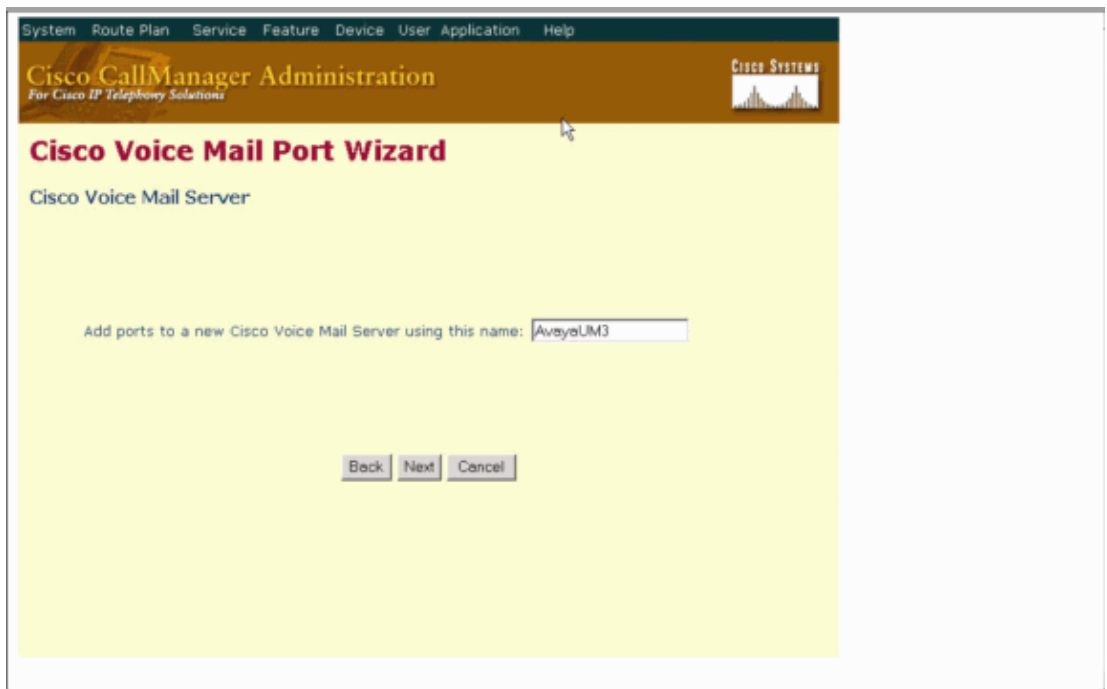 System Route Plan Service Feature Device User Application Help
Cisco CallManager Administration
For Cisco IP Telephony Solutions
CISCO SYSTEMS
Cisco Voice Mail Port Wizard
Cisco Voice Mail Server
Add ports to a new Cisco Voice Mail Server using this name: AvayaUM3
Back Next Cancel